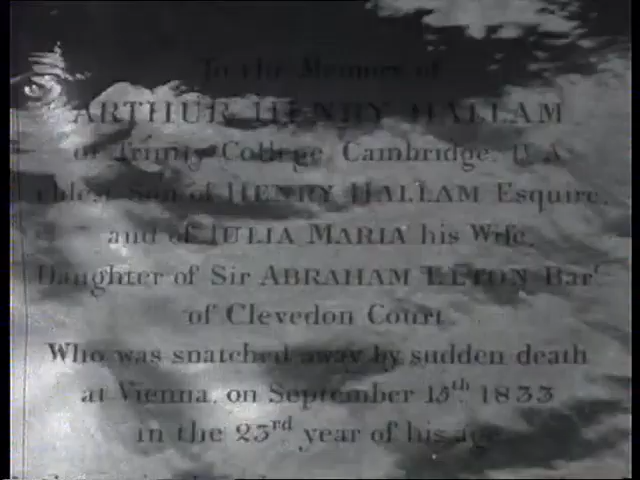 To the Memory of
ARTHUR HENRY HALLAM
of Trinity College Cambridge, B.A.
eldest Son of HENRY HALLAM Esquire,
and of JULIA MARIA his Wife,
Daughter of Sir ABRAHAM ELTON Bart
of Clevedon Court
Who was snatched away by sudden death
at Vienna, on September 15th 1833
in the 23rd year of his age